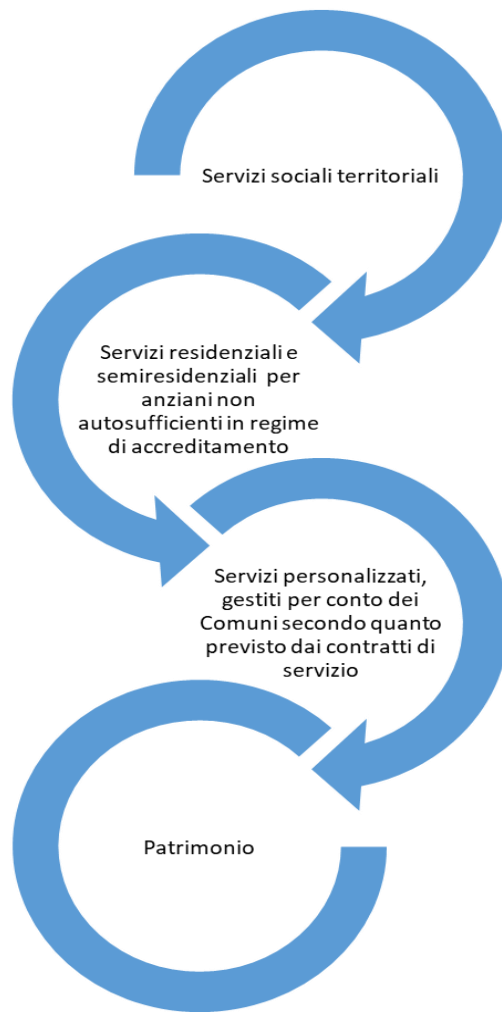 Servizi sociali territoriali
Servizi residenziali e
semiresidenziali per
anziani non
autosufficienti in regime
di accreditamento
Servizi personalizzati,
gestiti per conto dei
Comuni secondo quanto
previsto dai contratti di
servizio
Patrimonio